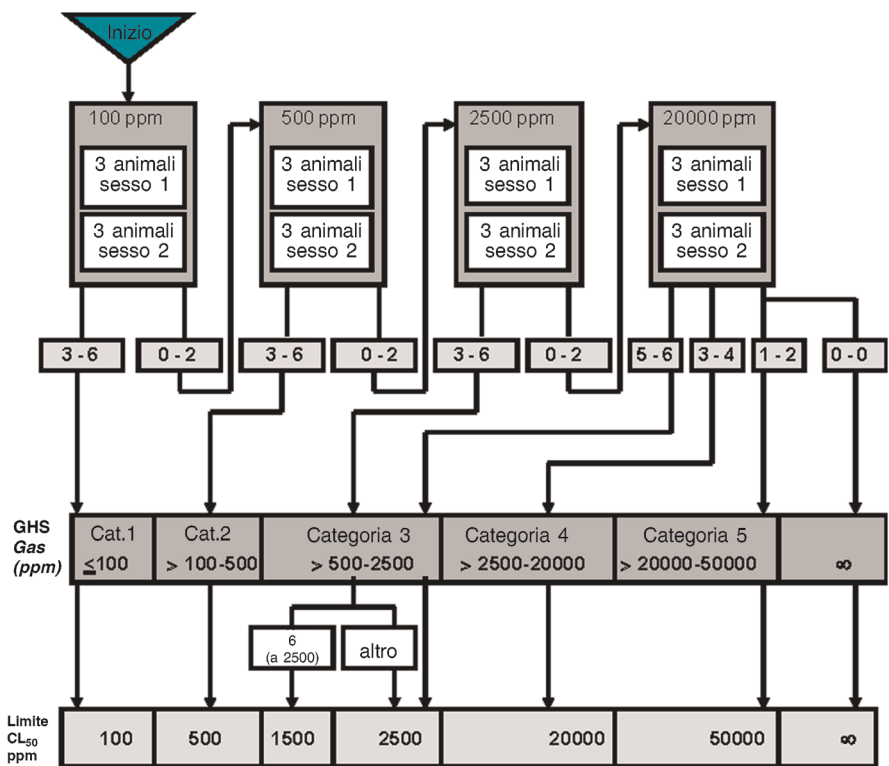 Inizio
100 ppm
500 ppm
2500 ppm
20000 ppm
3 animali
sesso 1
3 animali
sesso 1
3 animali
sesso 1
3 animali
sesso 1
3 animali
sesso 2
3 animali
sesso 2
3 animali
sesso 2
3 animali
sesso 2
3-6
0-2
3-6
0-2
3-6
0-2
5-6
3-4
1-2
0-0
GHS
Gas
(ppm)
Cat.1
≤100
Cat.2
> 100-500
Categoria 3
> 500-2500
Categoria 4
> 2500-20000
Categoria 5
> 20000-50000
∞
6
(a 2500)
altro
Limite
CL50
ppm
100
500
1500
2500
20000
50000
∞